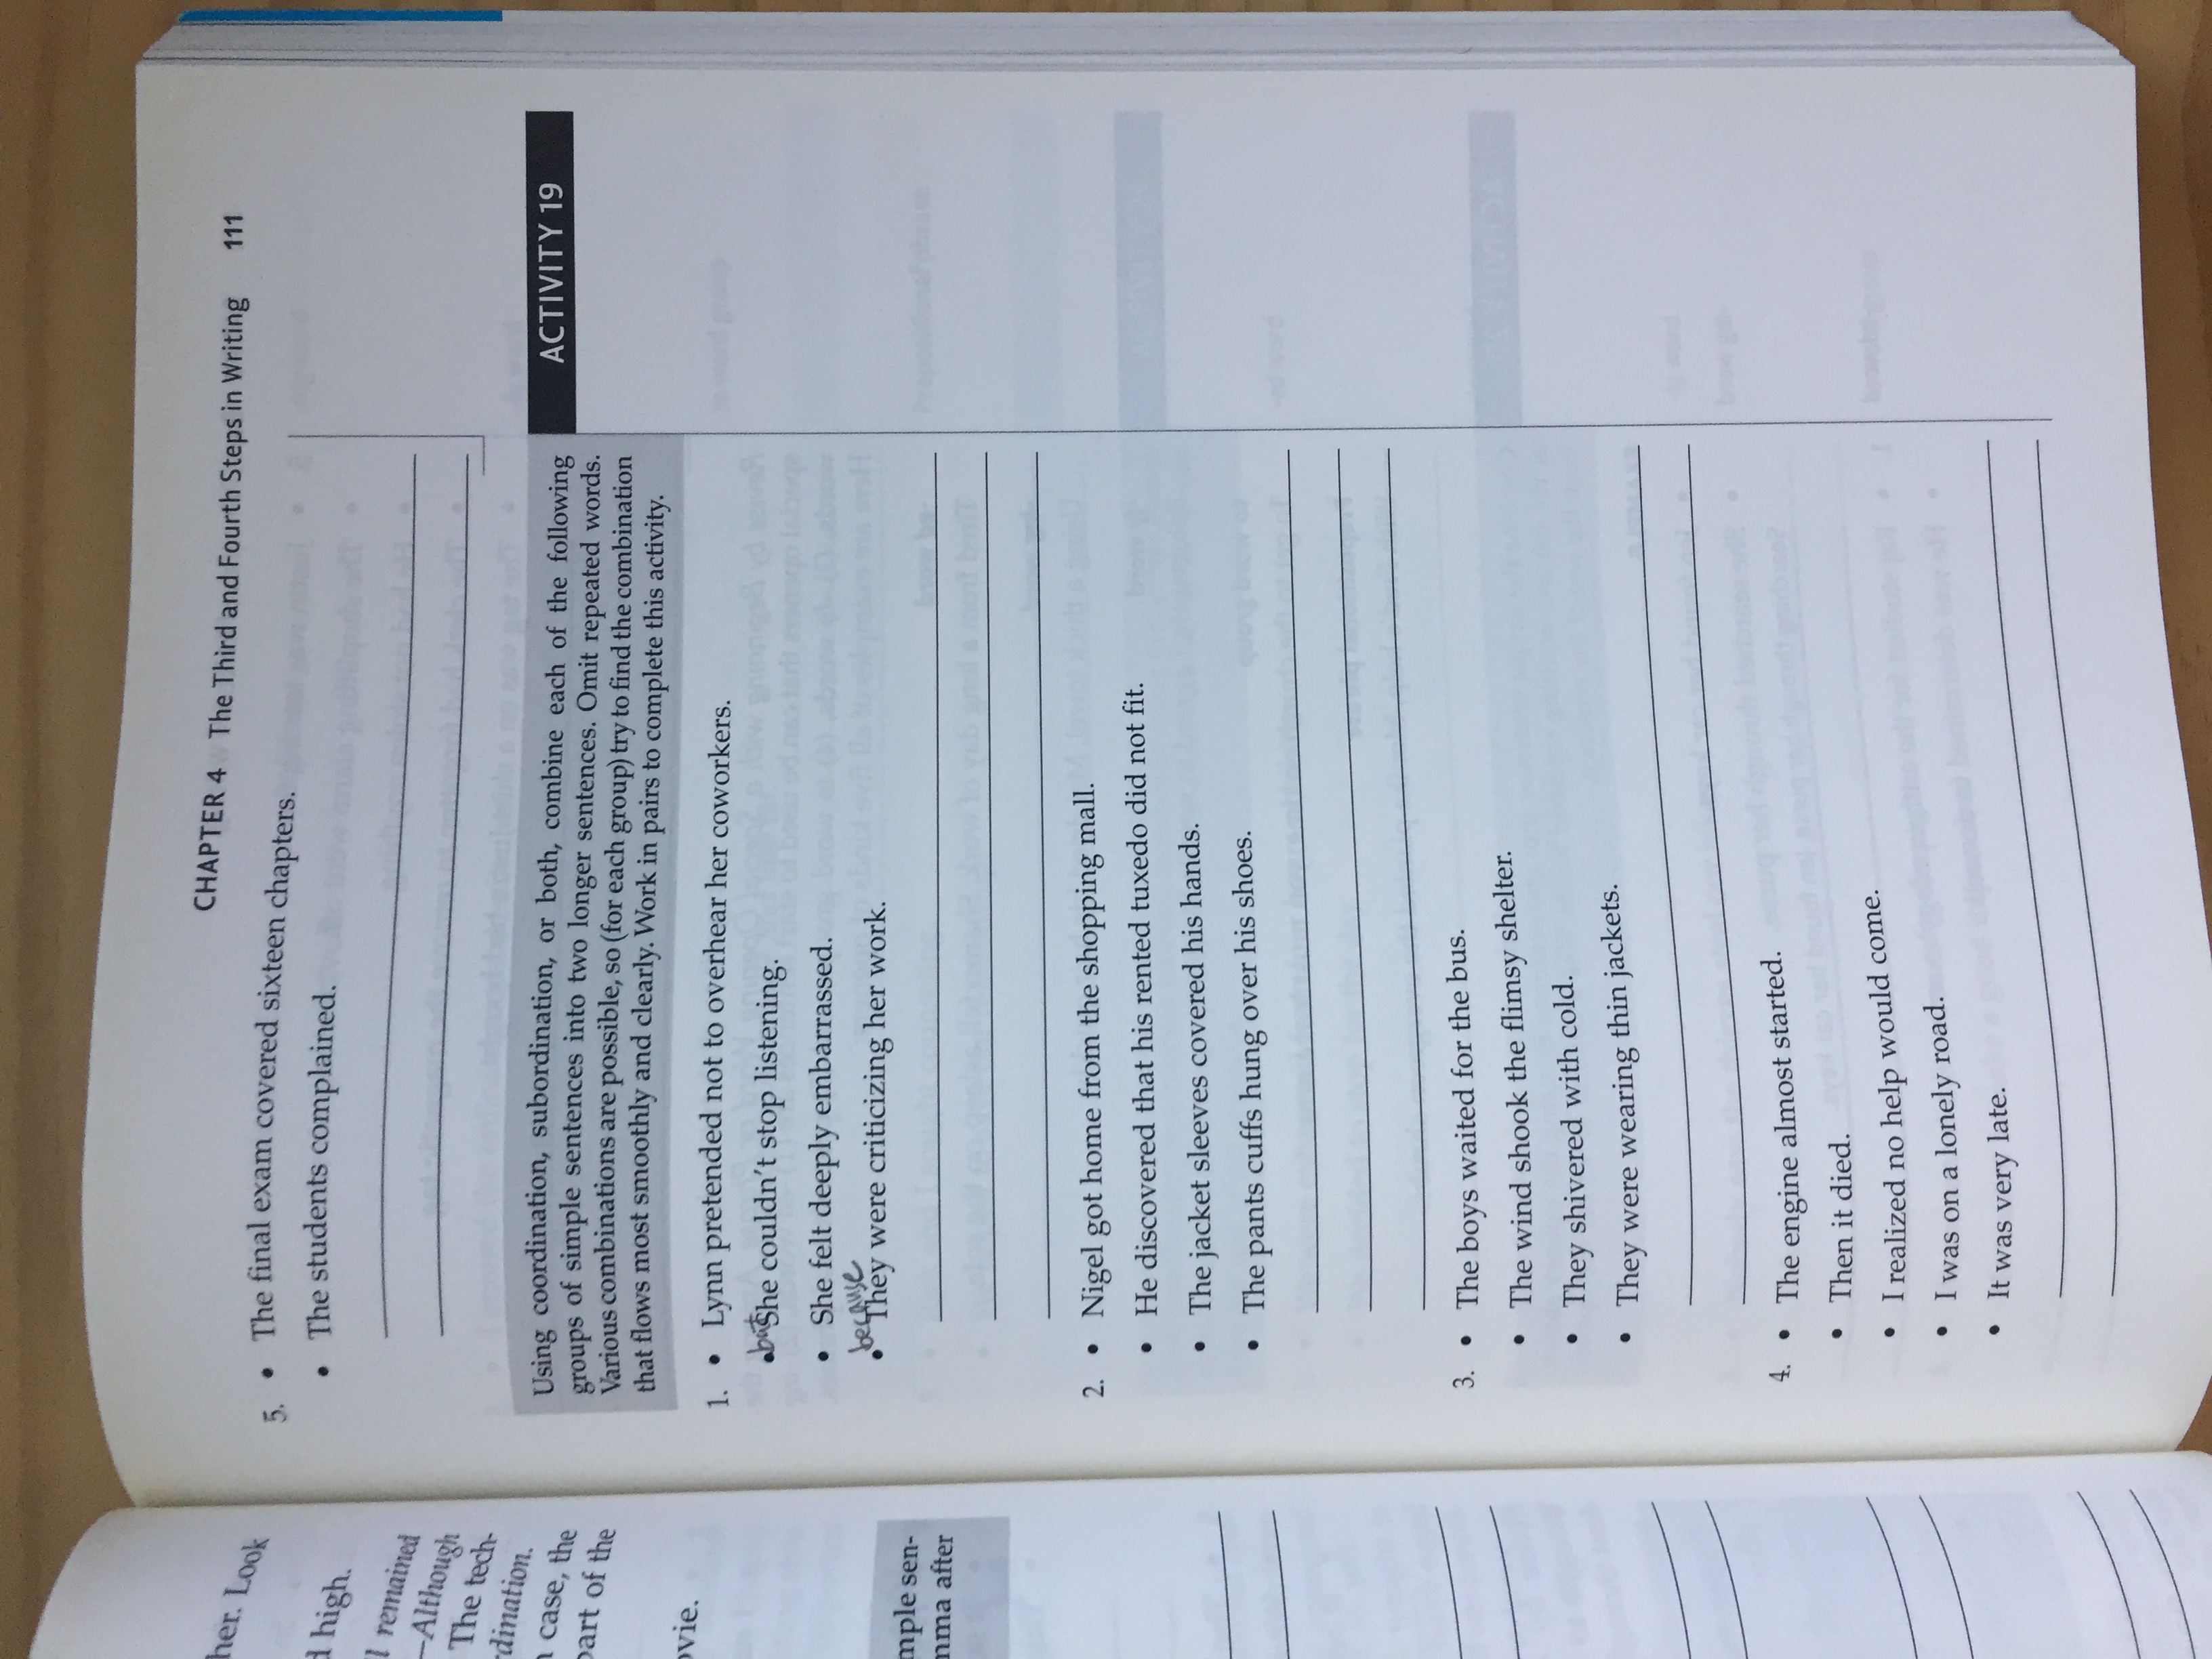 her. Look
d high.
l remained
—Although
The tech-
rdination.
n case, the
part of the
ovie.
mple sen-
mma after
CHAPTER 4 The Third and Fourth Steps in Writing 111
5. • The final exam covered sixteen chapters.
• The students complained.
Using coordination, subordination, or both, combine each of the following
groups of simple sentences into two longer sentences. Omit repeated words.
Various combinations are possible, so (for each group) try to find the combination
that flows most smoothly and clearly. Work in pairs to complete this activity.
ACTIVITY 19
1. • Lynn pretended not to overhear her coworkers.
• but She couldn't stop listening.
• She felt deeply embarrassed.
because
• They were criticizing her work.
2. • Nigel got home from the shopping mall.
• He discovered that his rented tuxedo did not fit.
• The jacket sleeves covered his hands.
• The pants cuffs hung over his shoes.
3. • The boys waited for the bus.
• The wind shook the flimsy shelter.
• They shivered with cold.
• They were wearing thin jackets.
4. • The engine almost started.
• Then it died.
• I realized no help would come.
• I was on a lonely road.
• It was very late.